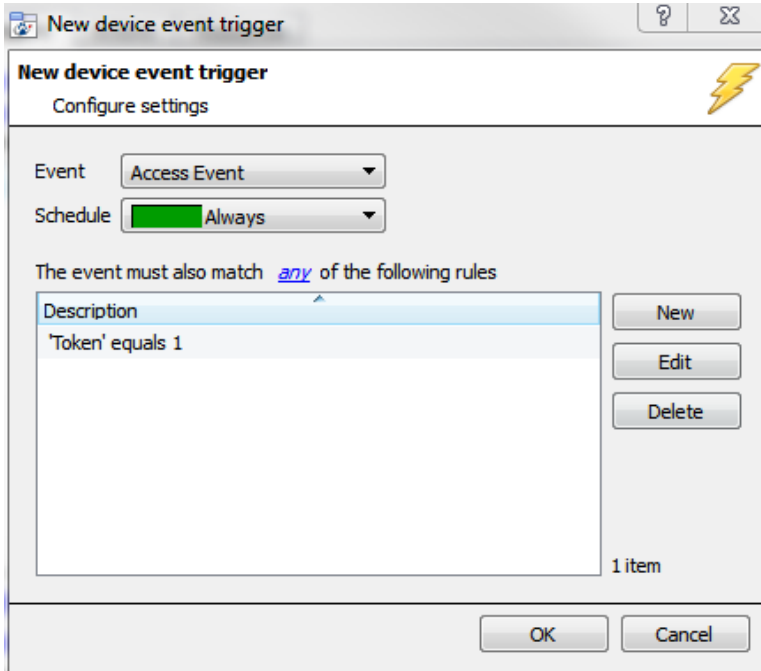 New device event trigger
New device event trigger
Configure settings
Event Access Event
Schedule Always
The event must also match any of the following rules
Description
'Token' equals 1
New
Edit
Delete
1 item
OK Cancel